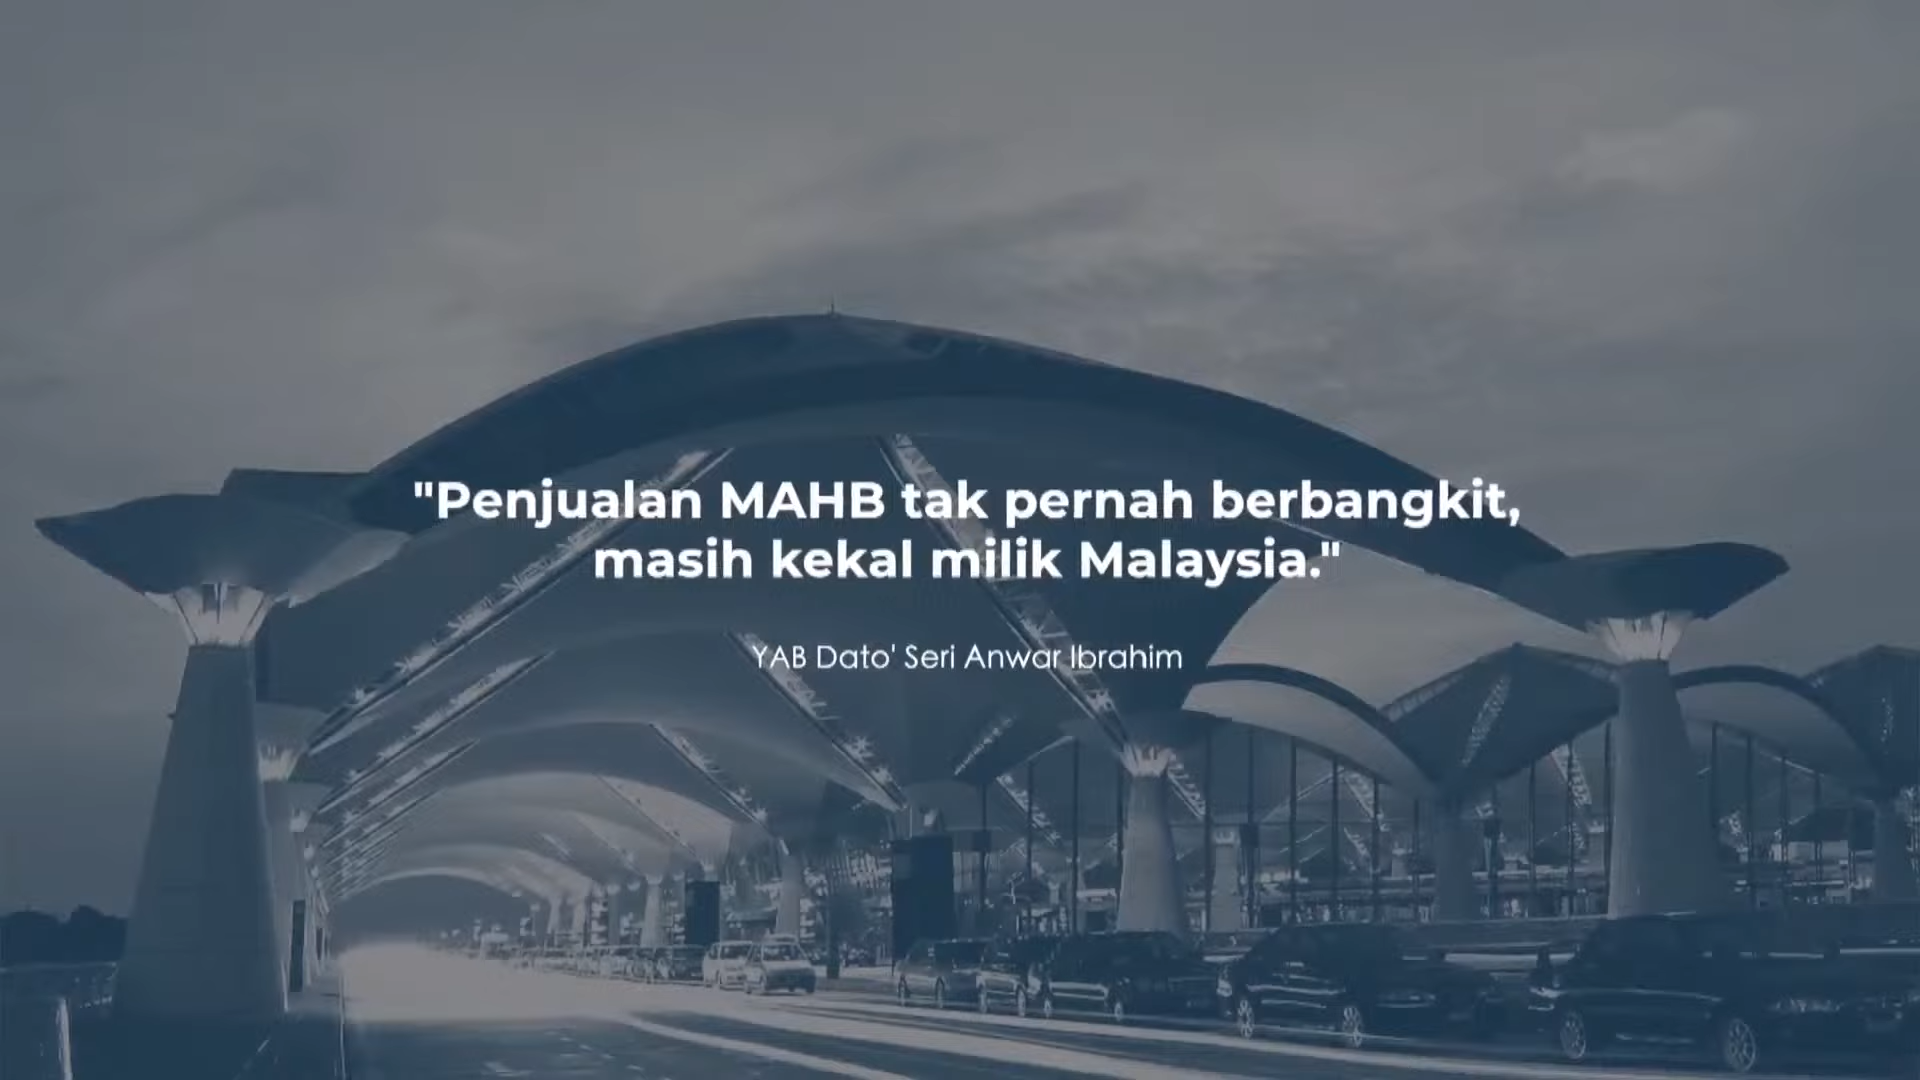 "Penjualan MAHB tak pernah berbangkit,
masih kekal milik Malaysia."
YAB Dato' Seri Anwar Ibrahim